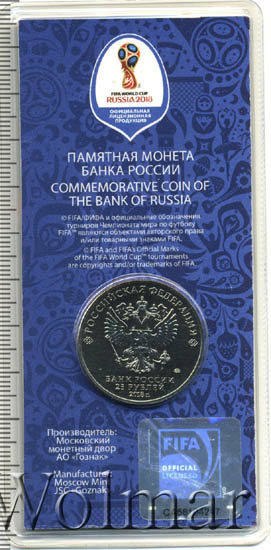 FIFA WORLD CUP
RUSSIA 2018
ОФИЦИАЛЬНАЯ
ЛИЦЕНЗИОННАЯ
ПРОДУКЦИЯ
ПАМЯТНАЯ МОНЕТА
БАНКА РОССИИ
COMMEMORATIVE COIN OF
THE BANK OF RUSSIA
© FIFA/ФИФА и официальные обозначения
турниров Чемпионата мира по футболу
FIFA™ являются объектами авторского права
и/или товарными знаками FIFA.
© FIFA and FIFA's Official Marks
of the FIFA World Cup™ tournaments
are copyrights and/or trademarks of FIFA.
РОССИЙСКАЯ ФЕДЕРАЦИЯ
БАНК РОССИИ
25 РУБЛЕЙ
2018 г.
Производитель:
Московский
монетный двор
АО «Гознак»
Manufacturer:
Moscow Mint
JSC «Goznak»
FIFA
OFFICIAL
LICENSED
Wolmar